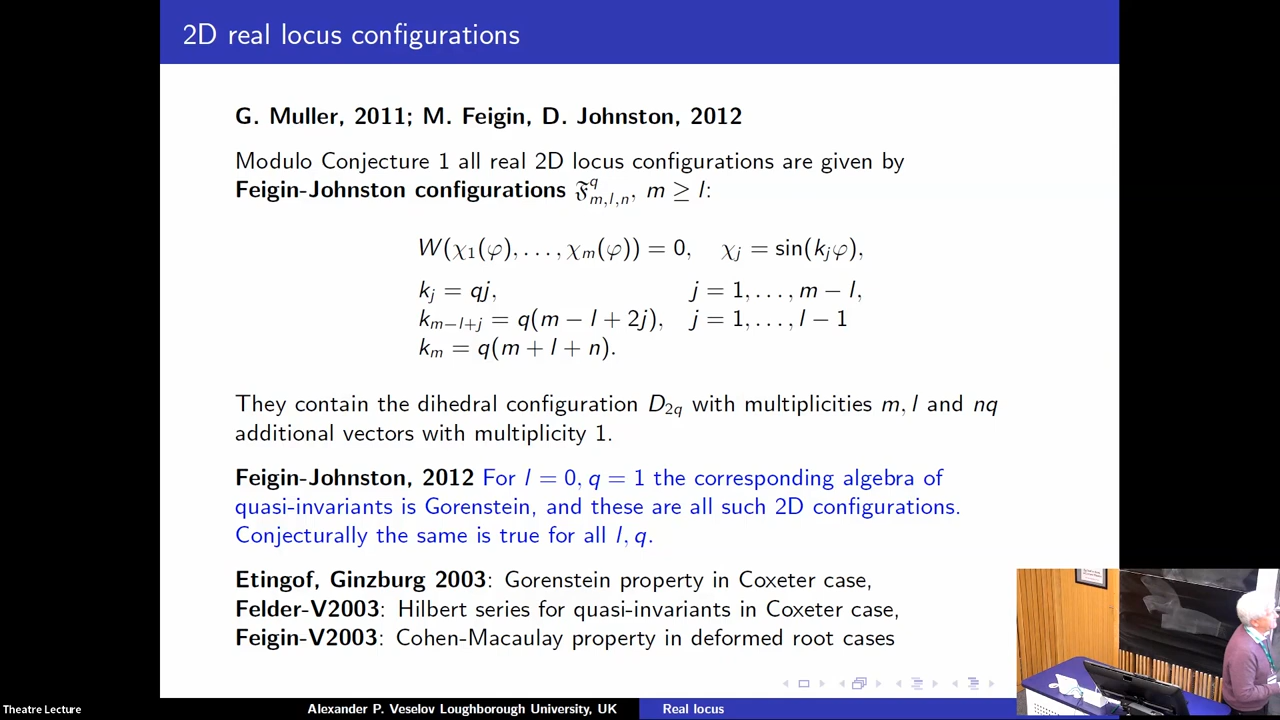 2D real locus configurations
G. Muller, 2011; M. Feigin, D. Johnston, 2012
Modulo Conjecture 1 all real 2D locus configurations are given by
Feigin-Johnston configurations 𝔉^q_{m,l,n}, m ≥ l:
W(χ₁(φ), . . . , χₘ(φ)) = 0, χⱼ = sin(kⱼφ),
kⱼ = qj, j = 1, . . . , m − l,
k_{m−l+j} = q(m − l + 2j), j = 1, . . . , l − 1
kₘ = q(m + l + n).
They contain the dihedral configuration D_{2q} with multiplicities m, l and nq
additional vectors with multiplicity 1.
Feigin-Johnston, 2012 For l = 0, q = 1 the corresponding algebra of
quasi-invariants is Gorenstein, and these are all such 2D configurations.
Conjecturally the same is true for all l, q.
Etingof, Ginzburg 2003: Gorenstein property in Coxeter case,
Felder-V2003: Hilbert series for quasi-invariants in Coxeter case,
Feigin-V2003: Cohen-Macaulay property in deformed root cases
Theatre Lecture
Alexander P. Veselov Loughborough University, UK Real locus